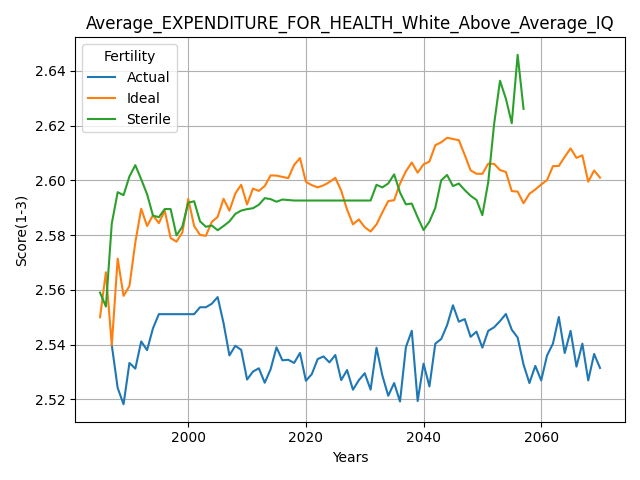 Average_EXPENDITURE_FOR_HEALTH_White_Above_Average_IQ
Fertility
Actual
Ideal
Sterile
Score(1-3)
2.64
2.62
2.60
2.58
2.56
2.54
2.52
2000 2020 2040 2060
Years